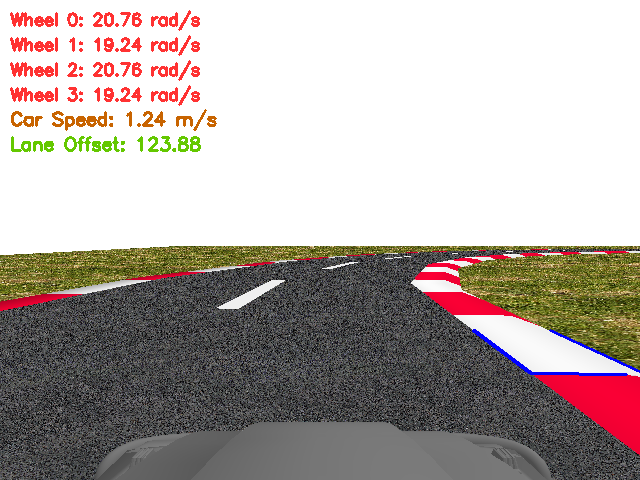 Wheel 0: 20.76 rad/s
Wheel 1: 19.24 rad/s
Wheel 2: 20.76 rad/s
Wheel 3: 19.24 rad/s
Car Speed: 1.24 m/s
Lane Offset: 123.88